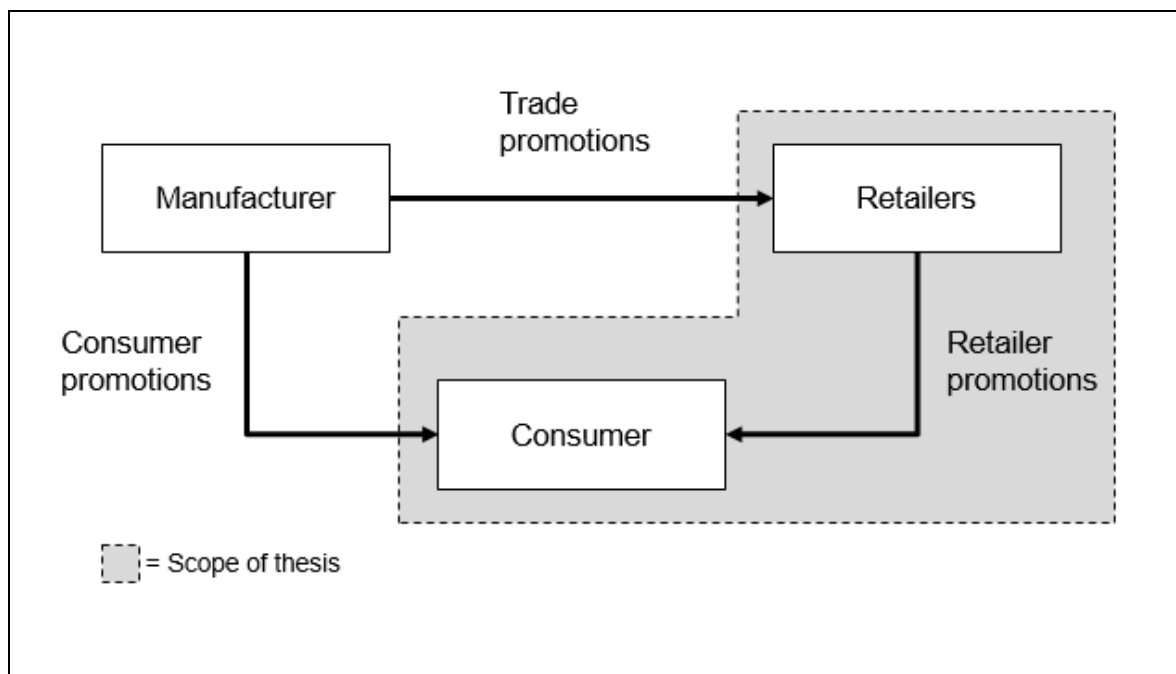 Trade
promotions
Manufacturer
Retailers
Consumer
promotions
Retailer
promotions
Consumer
= Scope of thesis